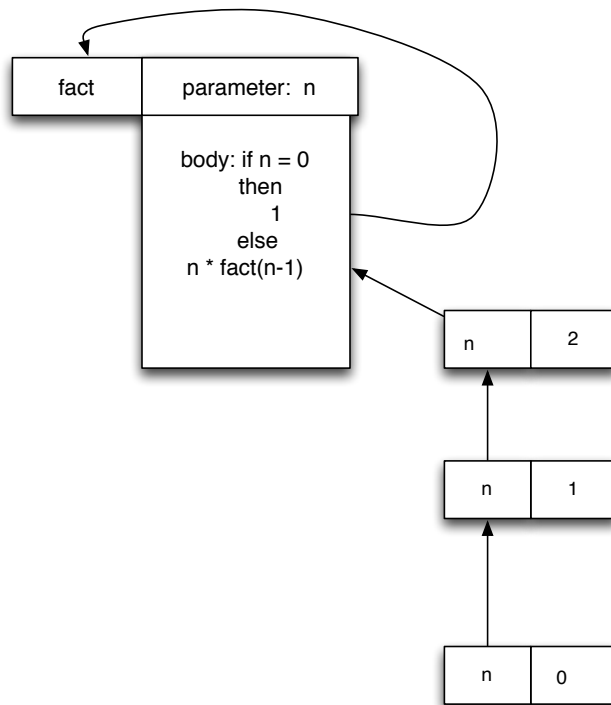 fact
parameter: n
body: if n = 0
then
1
else
n * fact(n-1)
n 2
n 1
n 0